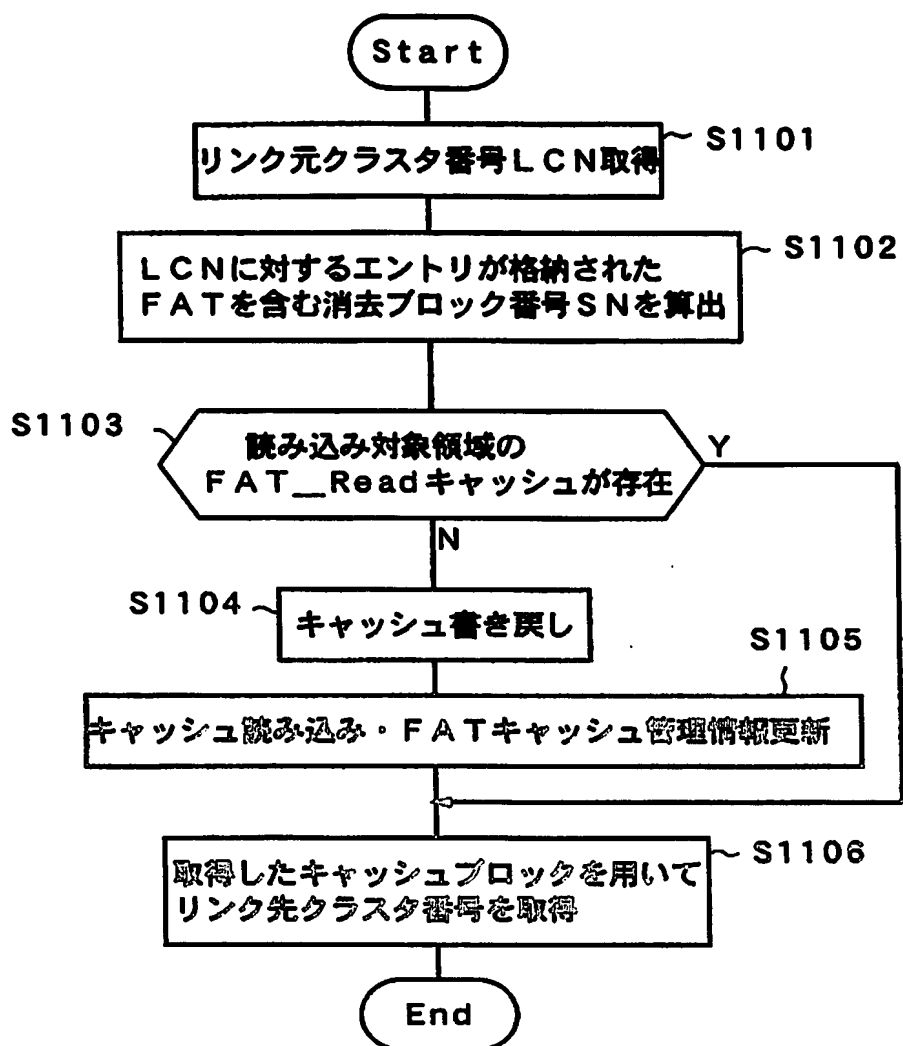 Start
リンク元クラスタ番号LCN取得
S1101
LCNに対するエントリが格納された
FATを含む消去ブロック番号SNを算出
S1102
S1103
読み込み対象領域の
FAT__Readキャッシュが存在
Y
N
S1104
キャッシュ書き戻し
S1105
キャッシュ読み込み・FATキャッシュ管理情報更新
取得したキャッシュブロックを用いて
リンク先クラスタ番号を取得
S1106
End